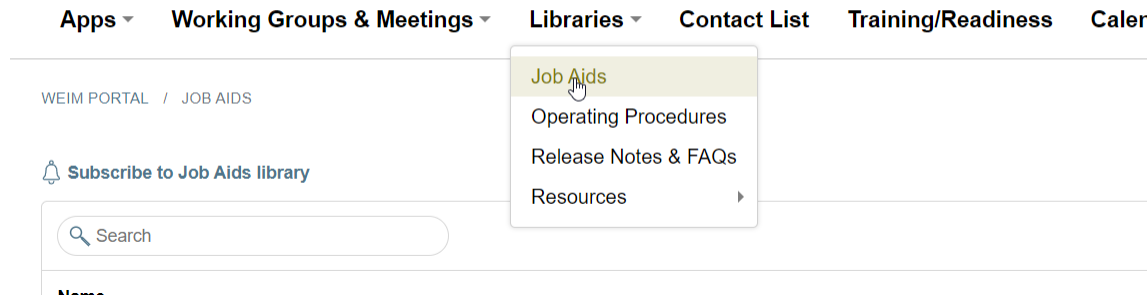 Apps Working Groups & Meetings Libraries Contact List Training/Readiness
Job Aids
Operating Procedures
Release Notes & FAQs
Resources
WEIM PORTAL / JOB AIDS
Subscribe to Job Aids library
Search
Name